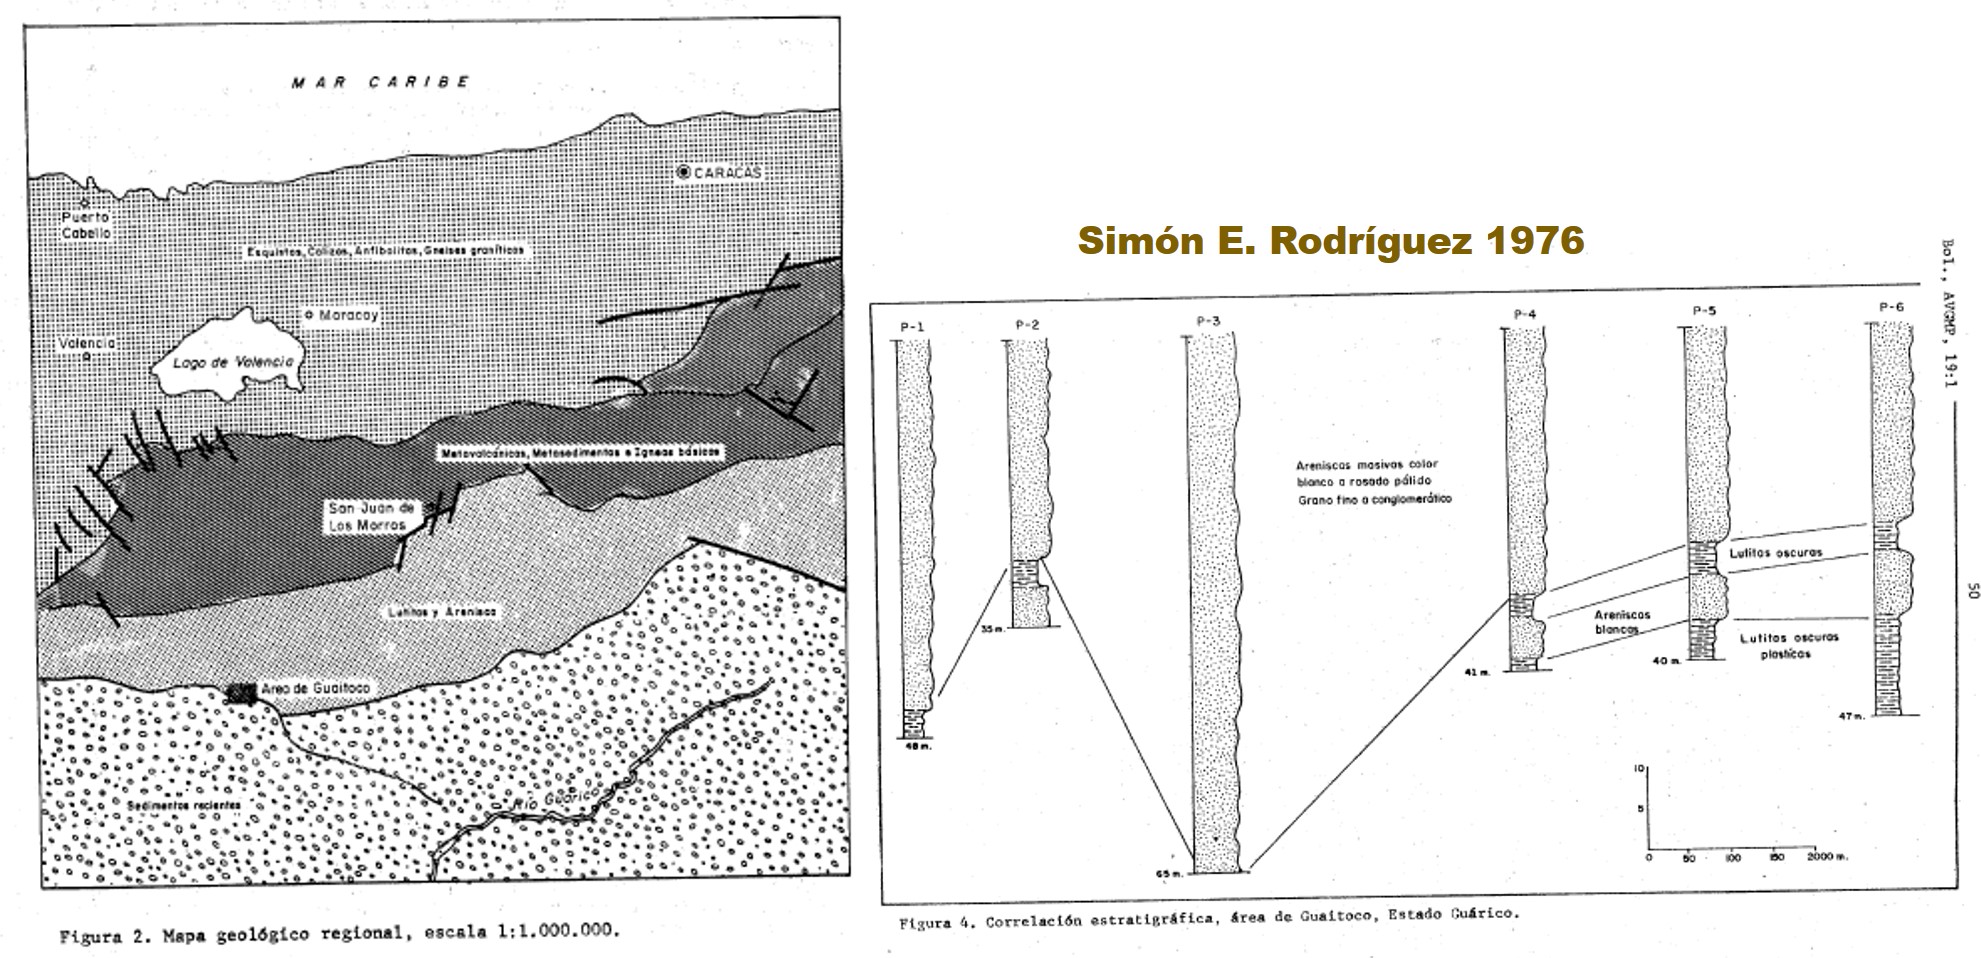 MAR CARIBE
CARACAS
Puerto
Cabello
Esquistos, Calizas, Anfibolitas, Gneises graníticos
Maracay
Valencia
Lago de Valencia
Metavolcánicas, Metasedimentos e Igneas básicas
San Juan de
Los Morros
Lutitas y Arenisca
Area de Guaitoco
Sedimentos recientes
Río Guárico
Figura 2. Mapa geológico regional, escala 1:1.000.000.
Simón E. Rodríguez 1976
Bol., AVGMP, 19:1
50
P-1
P-2
P-3
P-4
P-5
P-6
Areniscas masivas color
blanco a rosado pálido
Grano fino a conglomerático
Lutitas oscuras
Areniscas
blancas
Lutitas oscuras
plasticas
48 m.
35 m.
65 m.
41 m.
40 m.
47 m.
10
5
0 50 100 150 2000 m.
Figura 4. Correlación estratigráfica, área de Guaitoco, Estado Guárico.